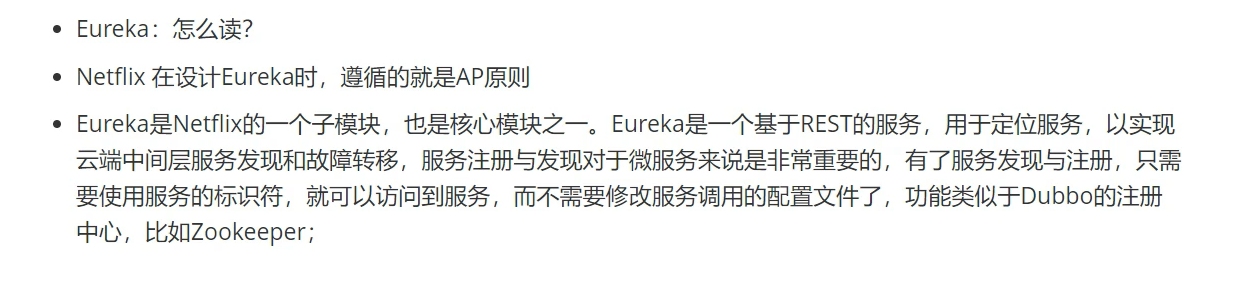 Eureka：怎么读？
Netflix 在设计Eureka时，遵循的就是AP原则
Eureka是Netflix的一个子模块，也是核心模块之一。Eureka是一个基于REST的服务，用于定位服务，以实现
云端中间层服务发现和故障转移，服务注册与发现对于微服务来说是非常重要的，有了服务发现与注册，只需
要使用服务的标识符，就可以访问到服务，而不需要修改服务调用的配置文件了，功能类似于Dubbo的注册
中心，比如Zookeeper；